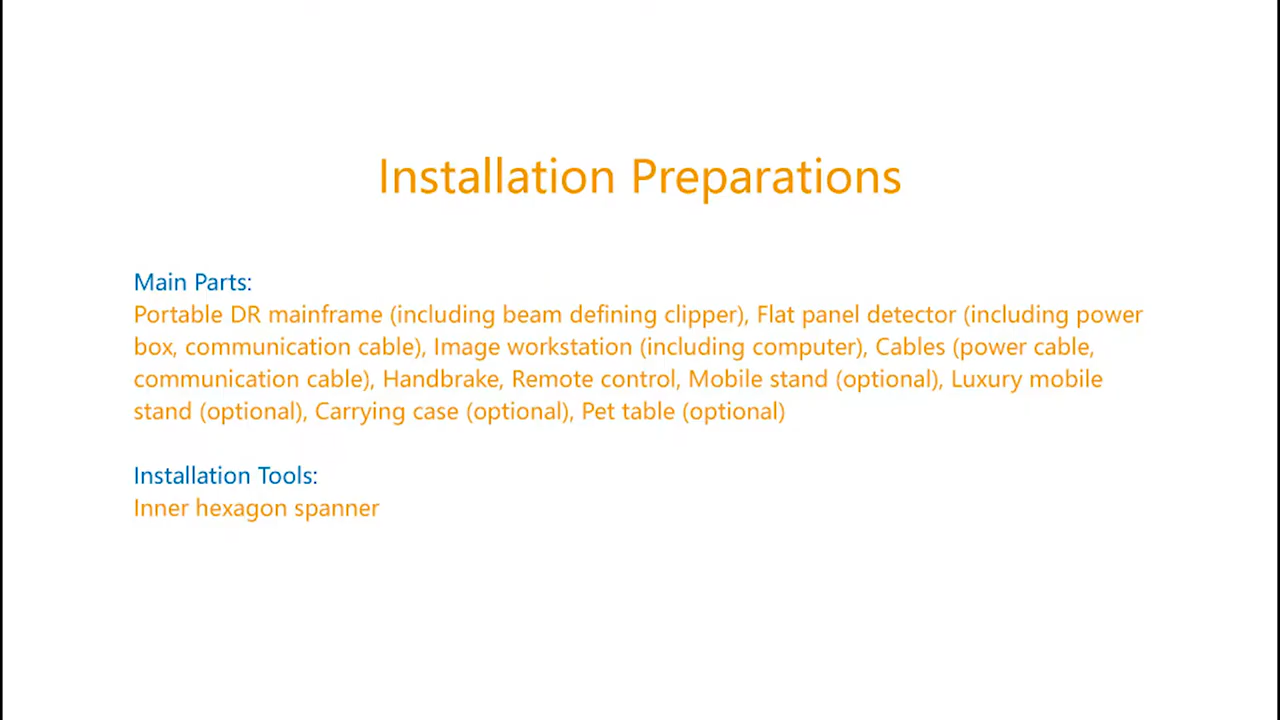 Installation Preparations
Main Parts:
Portable DR mainframe (including beam defining clipper), Flat panel detector (including power
box, communication cable), Image workstation (including computer), Cables (power cable,
communication cable), Handbrake, Remote control, Mobile stand (optional), Luxury mobile
stand (optional), Carrying case (optional), Pet table (optional)
Installation Tools:
Inner hexagon spanner